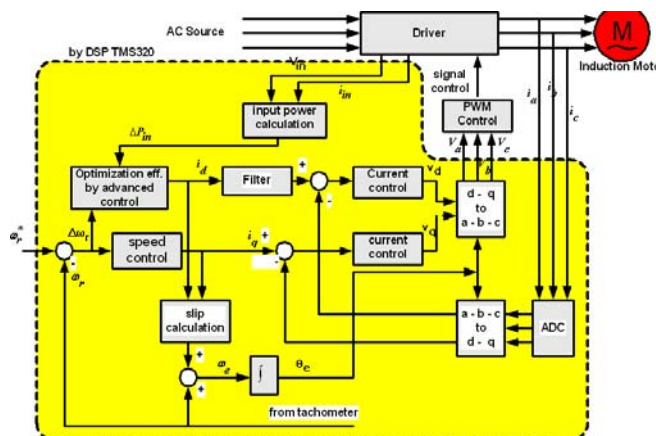 AC Source
Driver
M
Induction Moto
by DSP TMS320
V_in
i_in
signal
control
i_a
i_b
i_c
input power
calculation
PWM
Control
ΔP_in
V_a
V_b
V_c
Optimization eff.
by advanced
control
i_d
Filter
+
-
Current
control
v_d
d - q
to
a - b - c
ω_r*
Δω_r
-
ω_r
speed
control
i_q
+
-
current
control
v_q
slip
calculation
a - b - c
to
d - q
ADC
+
+
ω_e
∫
θ_e
from tachometer